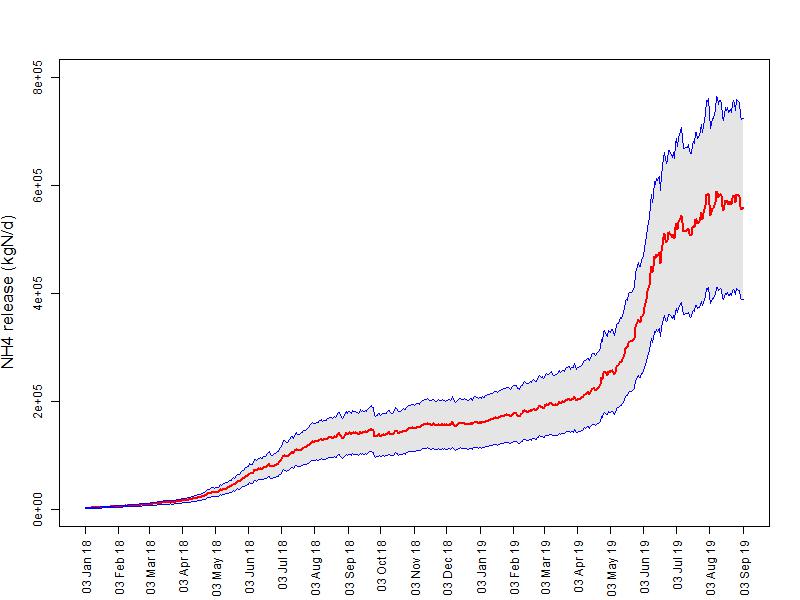 NH4 release (kgN/d)
8e+05
6e+05
4e+05
2e+05
0e+00
03 Jan 18
03 Feb 18
03 Mar 18
03 Apr 18
03 May 18
03 Jun 18
03 Jul 18
03 Aug 18
03 Sep 18
03 Oct 18
03 Nov 18
03 Dec 18
03 Jan 19
03 Feb 19
03 Mar 19
03 Apr 19
03 May 19
03 Jun 19
03 Jul 19
03 Aug 19
03 Sep 19